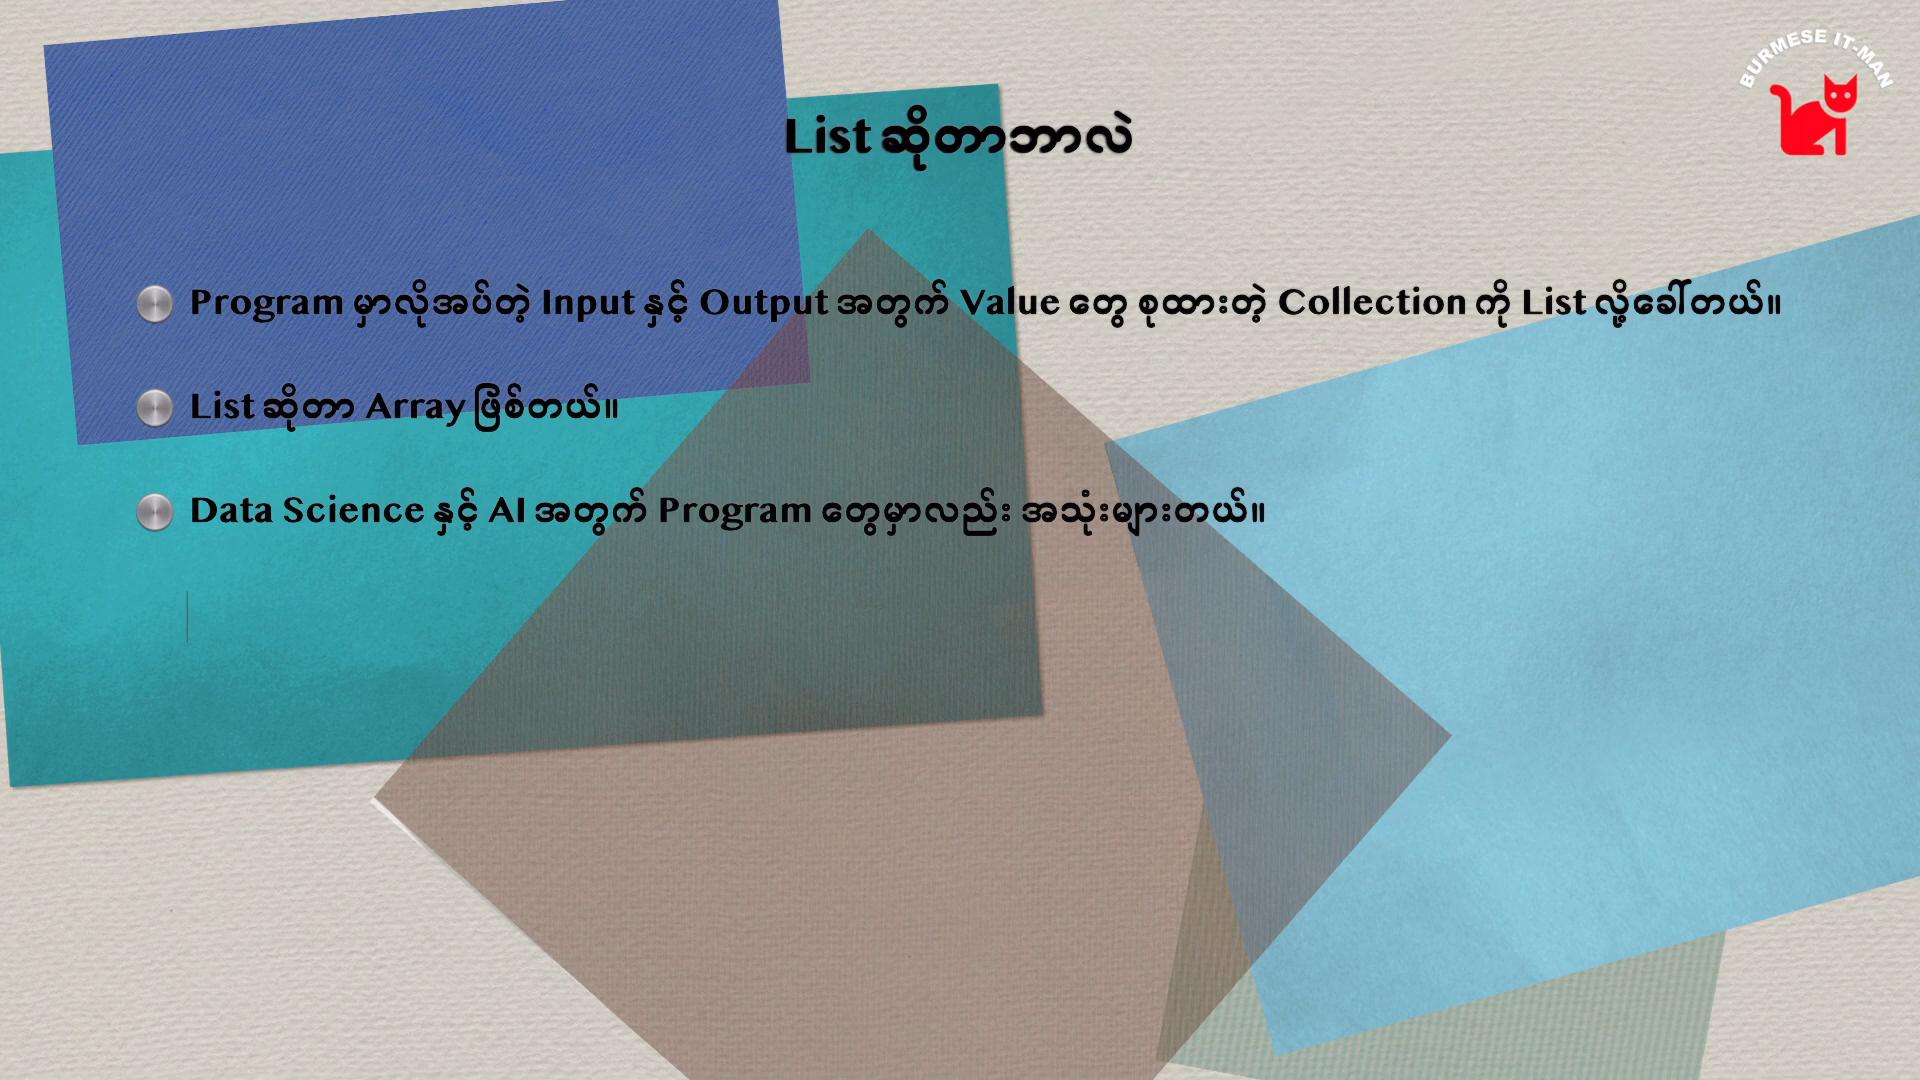 BURMESE IT-MAN
List ဆိုတာဘာလဲ
Program မှာလိုအပ်တဲ့ Input နှင့် Output အတွက် Value တွေ စုထားတဲ့ Collection ကို List လို့ခေါ်တယ်။
List ဆိုတာ Array ဖြစ်တယ်။
Data Science နှင့် AI အတွက် Program တွေမှာလည်း အသုံးများတယ်။